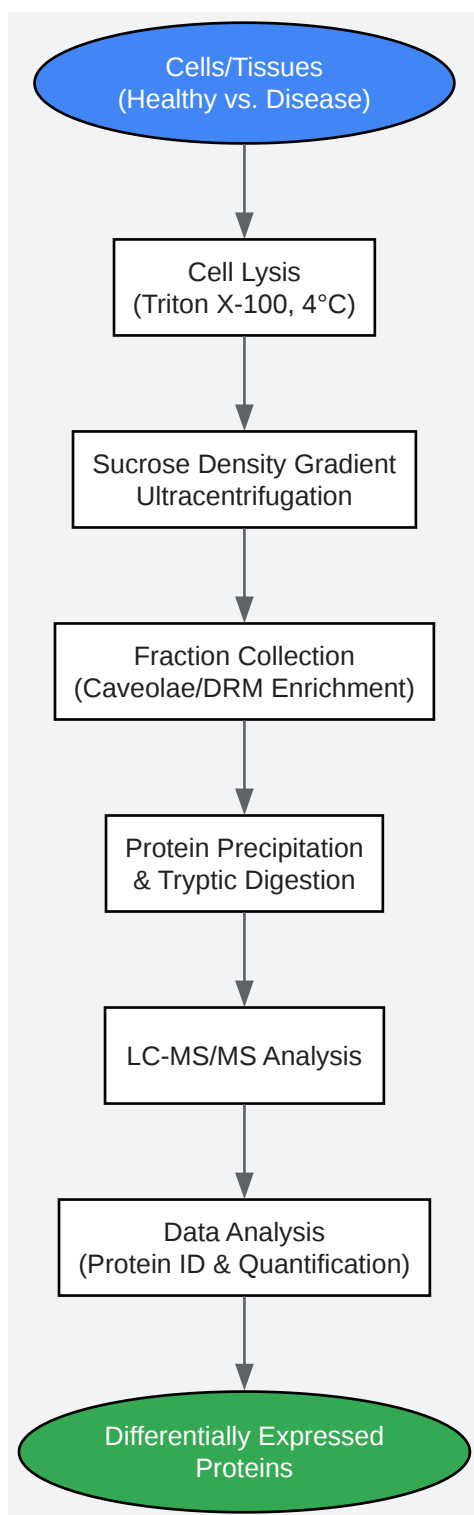 Cells/Tissues
(Healthy vs. Disease)
Cell Lysis
(Triton X-100, 4°C)
Sucrose Density Gradient
Ultracentrifugation
Fraction Collection
(Caveolae/DRM Enrichment)
Protein Precipitation
& Tryptic Digestion
LC-MS/MS Analysis
Data Analysis
(Protein ID & Quantification)
Differentially Expressed
Proteins